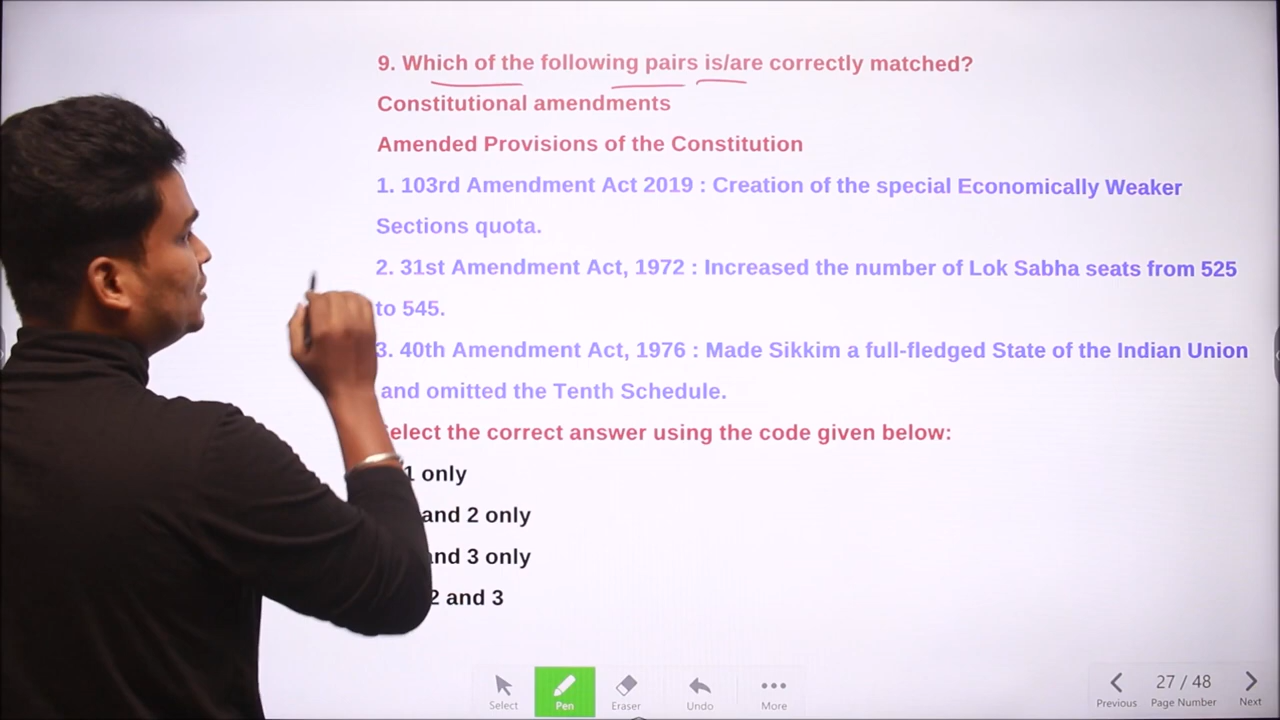 9. Which of the following pairs is/are correctly matched?
Constitutional amendments
Amended Provisions of the Constitution
1. 103rd Amendment Act 2019 : Creation of the special Economically Weaker
Sections quota.
2. 31st Amendment Act, 1972 : Increased the number of Lok Sabha seats from 525
to 545.
3. 40th Amendment Act, 1976 : Made Sikkim a full-fledged State of the Indian Union
and omitted the Tenth Schedule.
Select the correct answer using the code given below:
1 only
and 2 only
and 3 only
2 and 3
Select Pen Eraser Undo More
27 / 48
Previous Page Number Next